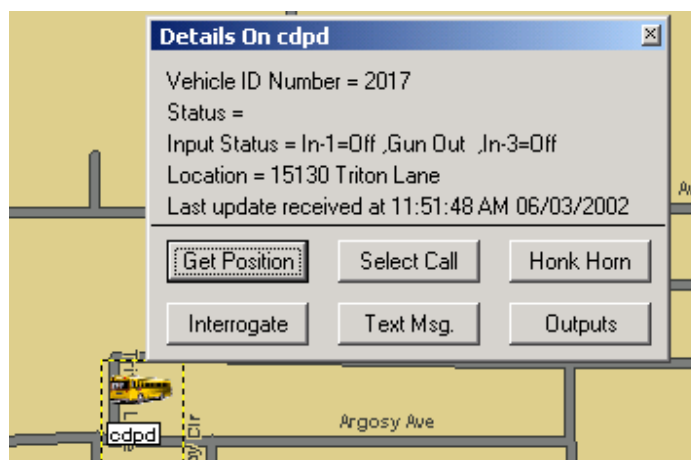 Details On cdpd
Vehicle ID Number = 2017
Status =
Input Status = In-1=Off ,Gun Out ,In-3=Off
Location = 15130 Triton Lane
Last update received at 11:51:48 AM 06/03/2002
Get Position
Select Call
Honk Horn
Interrogate
Text Msg.
Outputs
cdpd
Argosy Ave